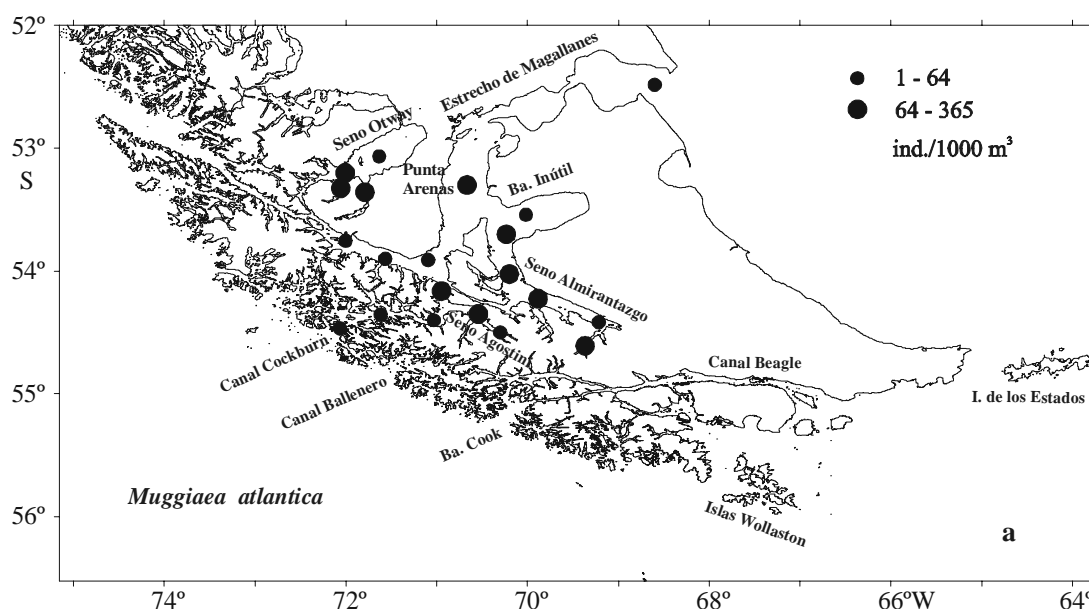 52º
53º
S
54º
55º
56º
74º
72º
70º
68º
66ºW
64º
Estrecho de Magallanes
1 - 64
64 - 365
ind./1000 m³
Seno Otway
Punta
Arenas
Ba. Inútil
Seno Almirantazgo
Seno Agostini
Canal Cockburn
Canal Ballenero
Ba. Cook
Canal Beagle
I. de los Estados
Islas Wollaston
Muggiaea atlantica
a